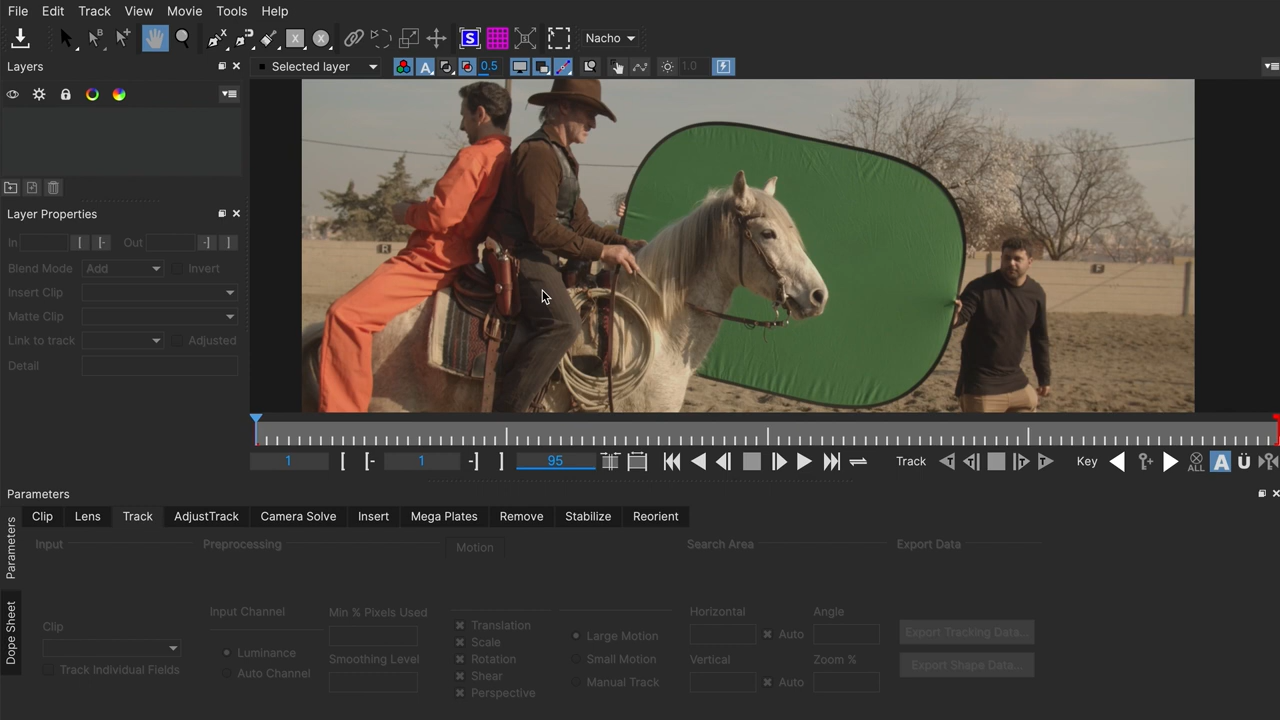 File Edit Track View Movie Tools Help
S Nacho
Layers
Selected layer A 0.5 1.0
Layer Properties
In Out
Blend Mode Add Invert
Insert Clip
Matte Clip
Link to track Adjusted
Detail
1 1 95 Track Key ALL A
Parameters
Clip Lens Track AdjustTrack Camera Solve Insert Mega Plates Remove Stabilize Reorient
Parameters
Dope Sheet
Input Preprocessing Motion Search Area Export Data
Input Channel Min % Pixels Used Horizontal Angle
Clip Translation Large Motion Auto Export Tracking Data...
Luminance Scale
Smoothing Level Rotation Small Motion Vertical Zoom % Export Shape Data...
Track Individual Fields Auto Channel Shear Manual Track Auto
Perspective